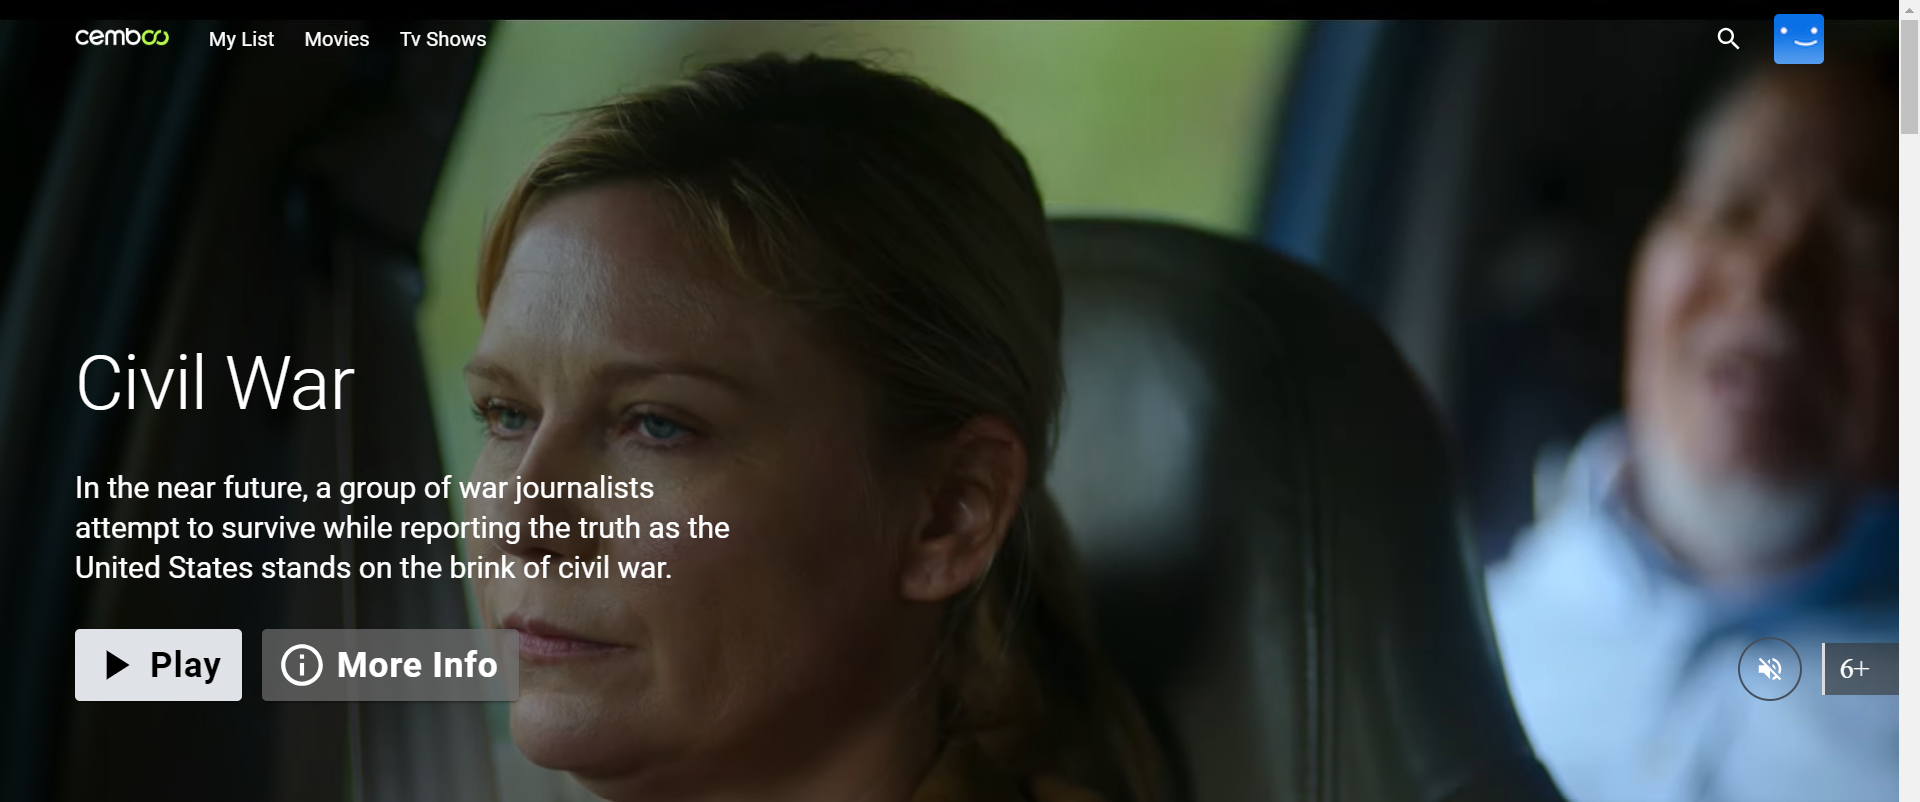 cemboo
My List
Movies
Tv Shows
Civil War
In the near future, a group of war journalists
attempt to survive while reporting the truth as the
United States stands on the brink of civil war.
Play
More Info
6+